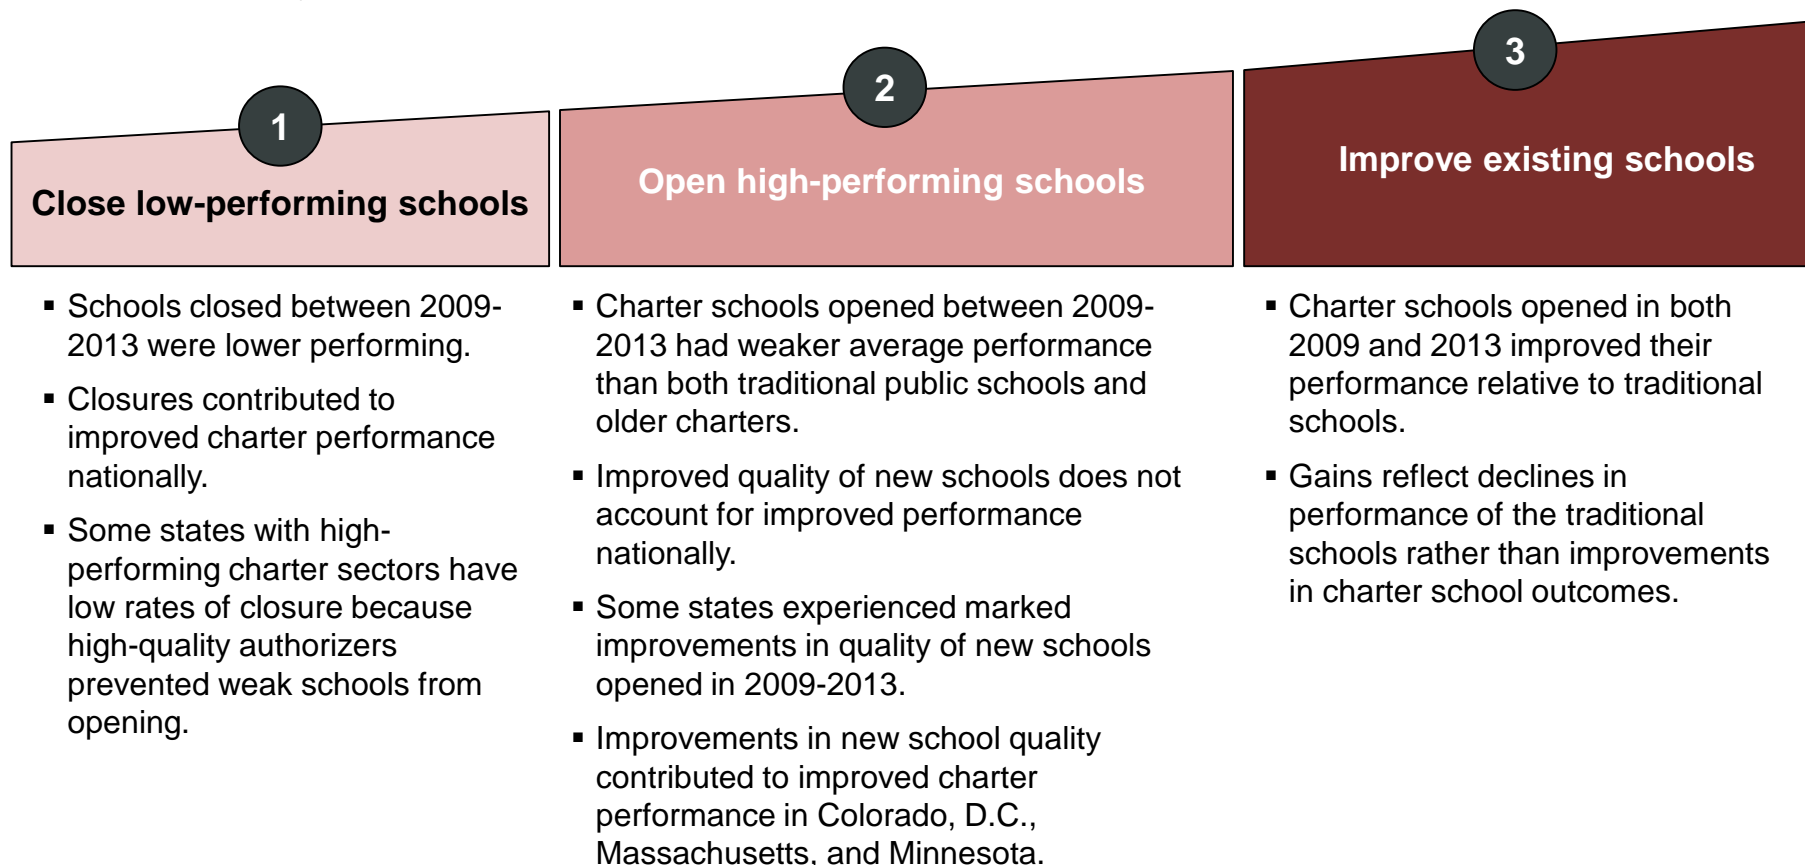 1
Close low-performing schools
▪ Schools closed between 2009-
2013 were lower performing.
▪ Closures contributed to
improved charter performance
nationally.
▪ Some states with high-
performing charter sectors have
low rates of closure because
high-quality authorizers
prevented weak schools from
opening.
2
Open high-performing schools
▪ Charter schools opened between 2009-
2013 had weaker average performance
than both traditional public schools and
older charters.
▪ Improved quality of new schools does not
account for improved performance
nationally.
▪ Some states experienced marked
improvements in quality of new schools
opened in 2009-2013.
▪ Improvements in new school quality
contributed to improved charter
performance in Colorado, D.C.,
Massachusetts, and Minnesota.
3
Improve existing schools
▪ Charter schools opened in both
2009 and 2013 improved their
performance relative to traditional
schools.
▪ Gains reflect declines in
performance of the traditional
schools rather than improvements
in charter school outcomes.